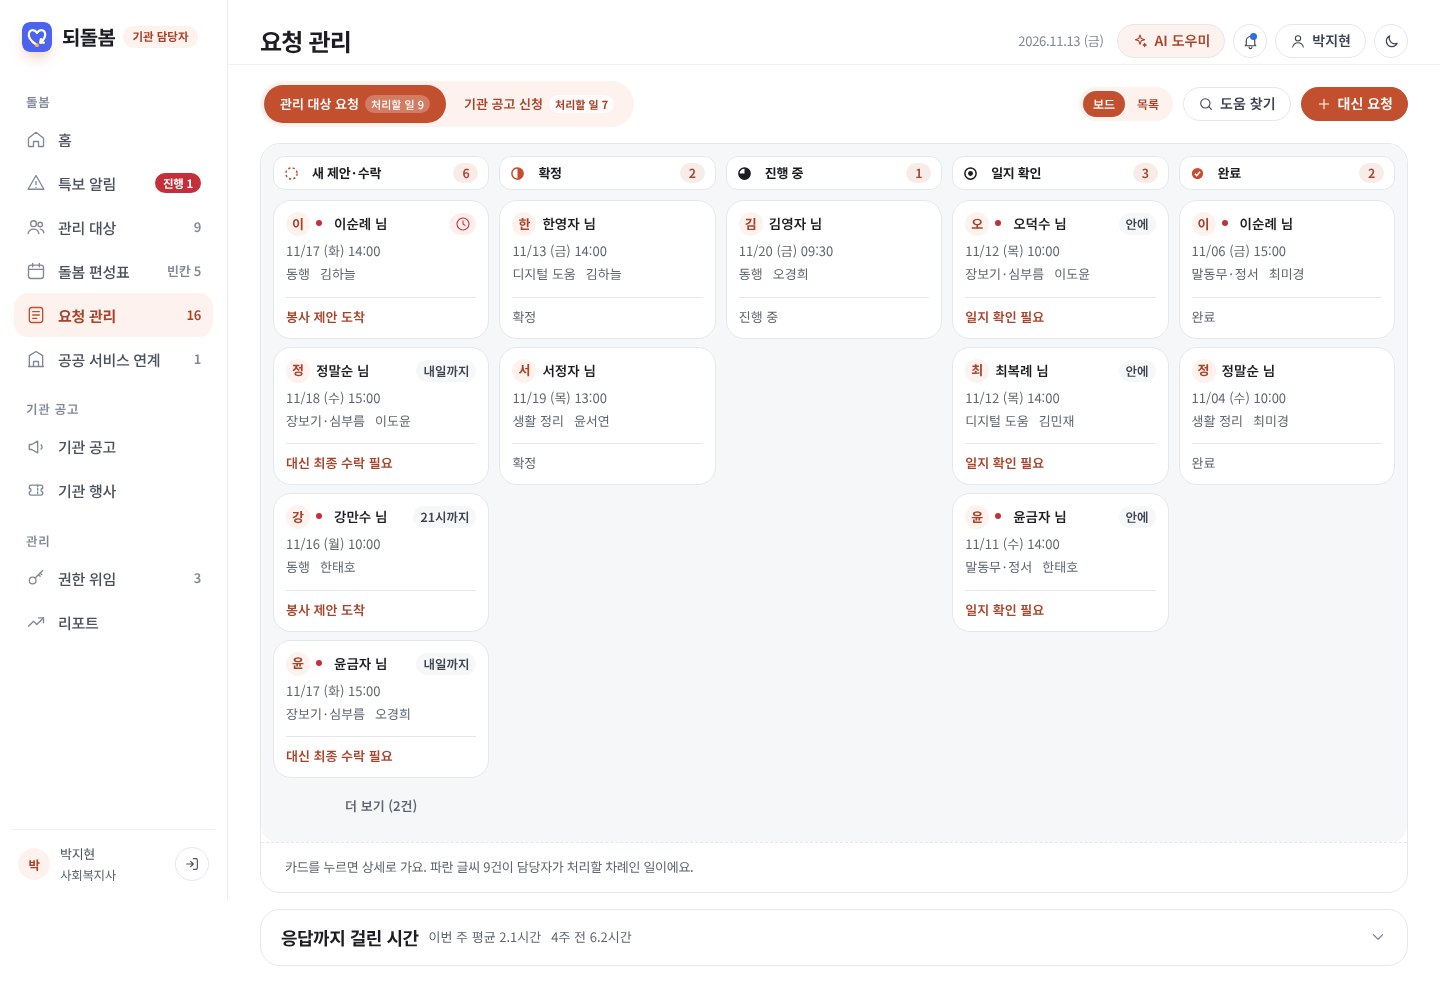 되돌봄 기관 담당자
돌봄
홈
특보 알림 진행 1
관리 대상 9
돌봄 편성표 빈칸 5
요청 관리 16
공공 서비스 연계 1
기관 공고
기관 공고
기관 행사
관리
권한 위임 3
리포트
박 박지현
사회복지사
요청 관리
2026.11.13 (금) AI 도우미 박지현
관리 대상 요청 처리할 일 9 기관 공고 신청 처리할 일 7
보드 목록 도움 찾기 대신 요청
새 제안·수락 6
이 이순례 님
11/17 (화) 14:00
동행 김하늘
봉사 제안 도착
정 정말순 님 내일까지
11/18 (수) 15:00
장보기·심부름 이도윤
대신 최종 수락 필요
강 강만수 님 21시까지
11/16 (월) 10:00
동행 한태호
봉사 제안 도착
윤 윤금자 님 내일까지
11/17 (화) 15:00
장보기·심부름 오경희
대신 최종 수락 필요
더 보기 (2건)
확정 2
한 한영자 님
11/13 (금) 14:00
디지털 도움 김하늘
확정
서 서정자 님
11/19 (목) 13:00
생활 정리 윤서연
확정
진행 중 1
김 김영자 님
11/20 (금) 09:30
동행 오경희
진행 중
일지 확인 3
오 오덕수 님 안에
11/12 (목) 10:00
장보기·심부름 이도윤
일지 확인 필요
최 최복례 님 안에
11/12 (목) 14:00
디지털 도움 김민재
일지 확인 필요
윤 윤금자 님 안에
11/11 (수) 14:00
말동무·정서 한태호
일지 확인 필요
완료 2
이 이순례 님
11/06 (금) 15:00
말동무·정서 최미경
완료
정 정말순 님
11/04 (수) 10:00
생활 정리 최미경
완료
카드를 누르면 상세로 가요. 파란 글씨 9건이 담당자가 처리할 차례인 일이에요.
응답까지 걸린 시간 이번 주 평균 2.1시간 4주 전 6.2시간